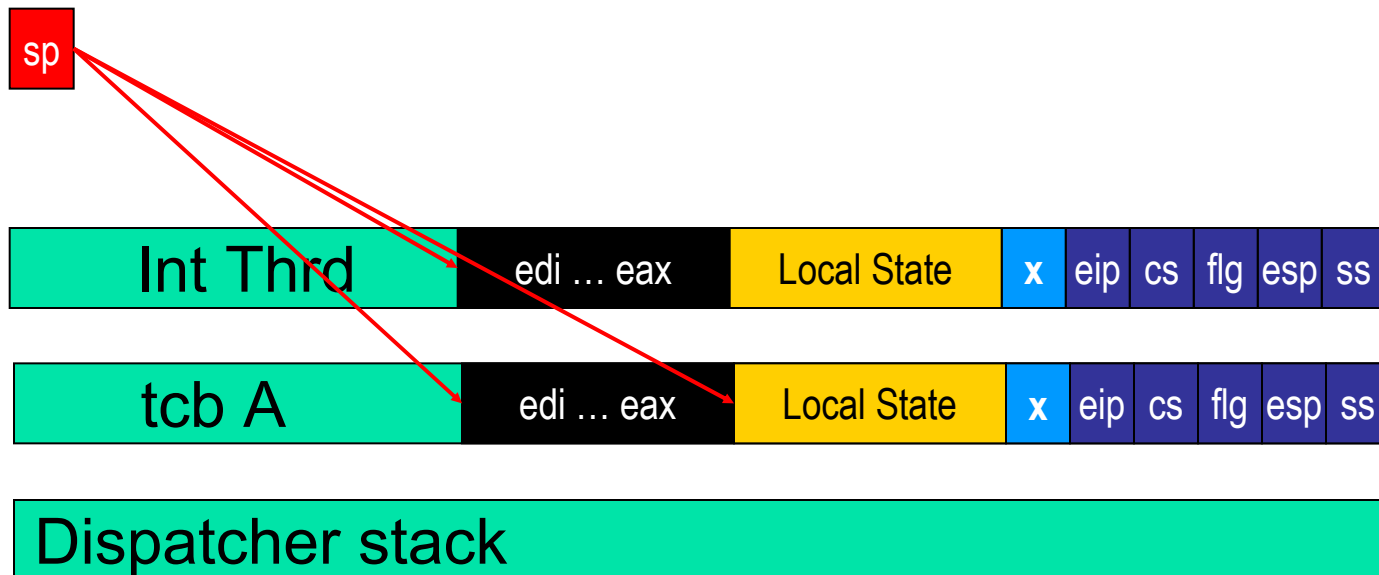 sp
Int Thrd edi ... eax Local State x eip cs flg esp ss
tcb A edi ... eax Local State x eip cs flg esp ss
Dispatcher stack